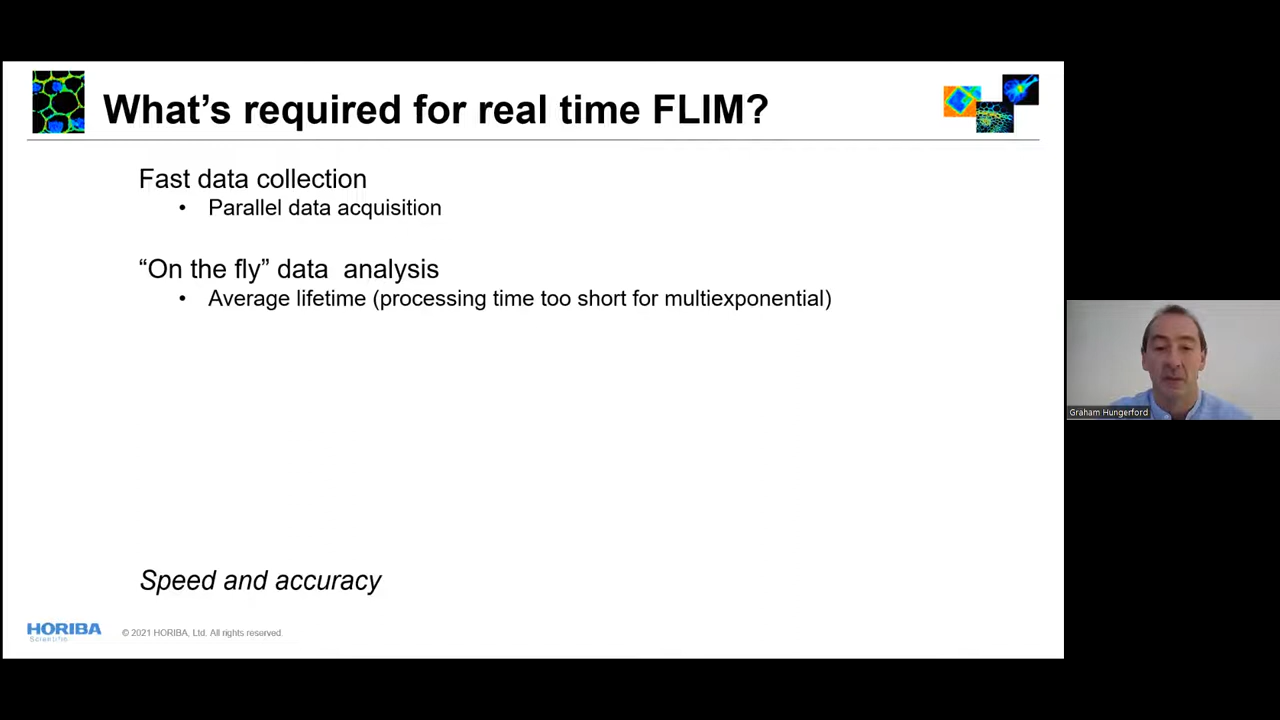 What's required for real time FLIM?
Fast data collection
• Parallel data acquisition
“On the fly” data  analysis
• Average lifetime (processing time too short for multiexponential)
Graham Hungerford
Speed and accuracy
HORIBA
Scientific
© 2021 HORIBA, Ltd. All rights reserved.